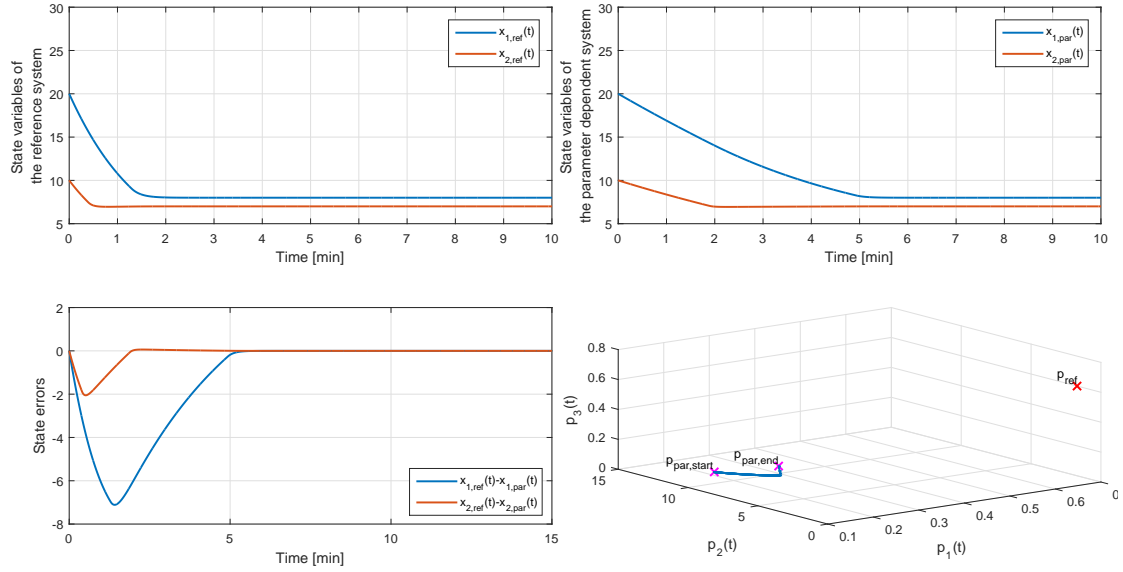 State variables of
the reference system
30
25
20
15
10
5
x1,ref(t)
x2,ref(t)
0 1 2 3 4 5 6 7 8 9 10
Time [min]
State variables of
the parameter dependent system
30
25
20
15
10
5
x1,par(t)
x2,par(t)
0 1 2 3 4 5 6 7 8 9 10
Time [min]
State errors
2
0
-2
-4
-6
-8
x1,ref(t)-x1,par(t)
x2,ref(t)-x2,par(t)
0 5 10 15
Time [min]
p3(t)
0.8
0.6
0.4
0.2
0
pref
ppar,start
ppar,end
15
10
5
0
p2(t)
0.1 0.2 0.3 0.4 0.5 0.6
p1(t)